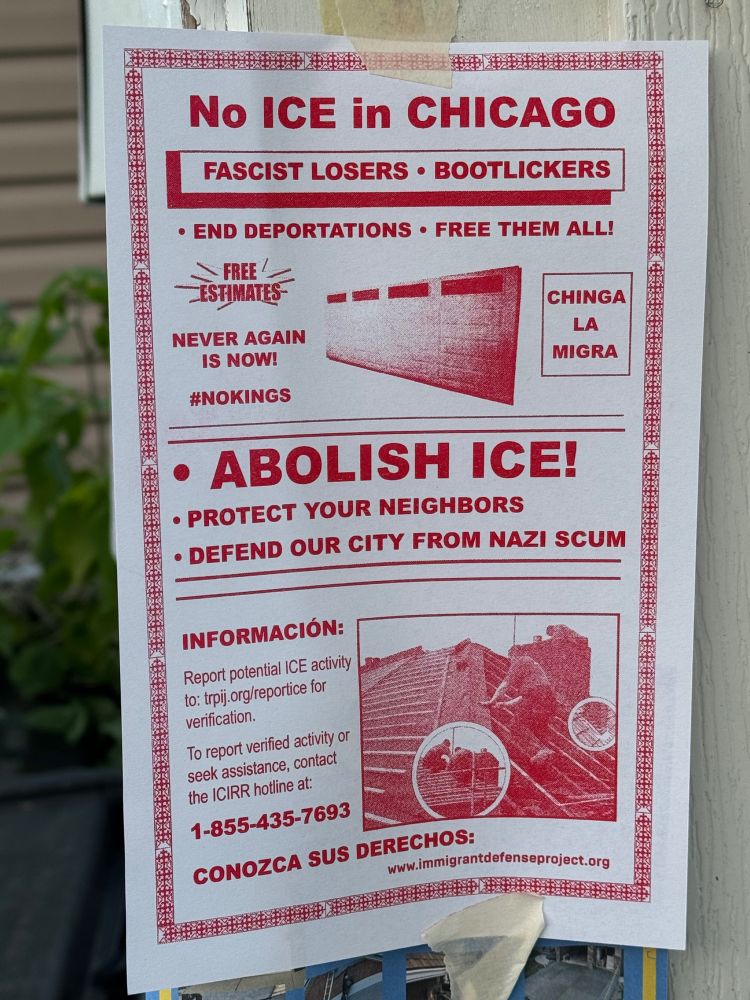 No ICE in CHICAGO
FASCIST LOSERS • BOOTLICKERS
• END DEPORTATIONS • FREE THEM ALL!
FREE
ESTIMATES
NEVER AGAIN
IS NOW!
#NOKINGS
CHINGA
LA
MIGRA
• ABOLISH ICE!
• PROTECT YOUR NEIGHBORS
• DEFEND OUR CITY FROM NAZI SCUM
INFORMACIÓN:
Report potential ICE activity
to: trpij.org/reportice for
verification.
To report verified activity or
seek assistance, contact
the ICIRR hotline at:
1-855-435-7693
CONOZCA SUS DERECHOS:
www.immigrantdefenseproject.org